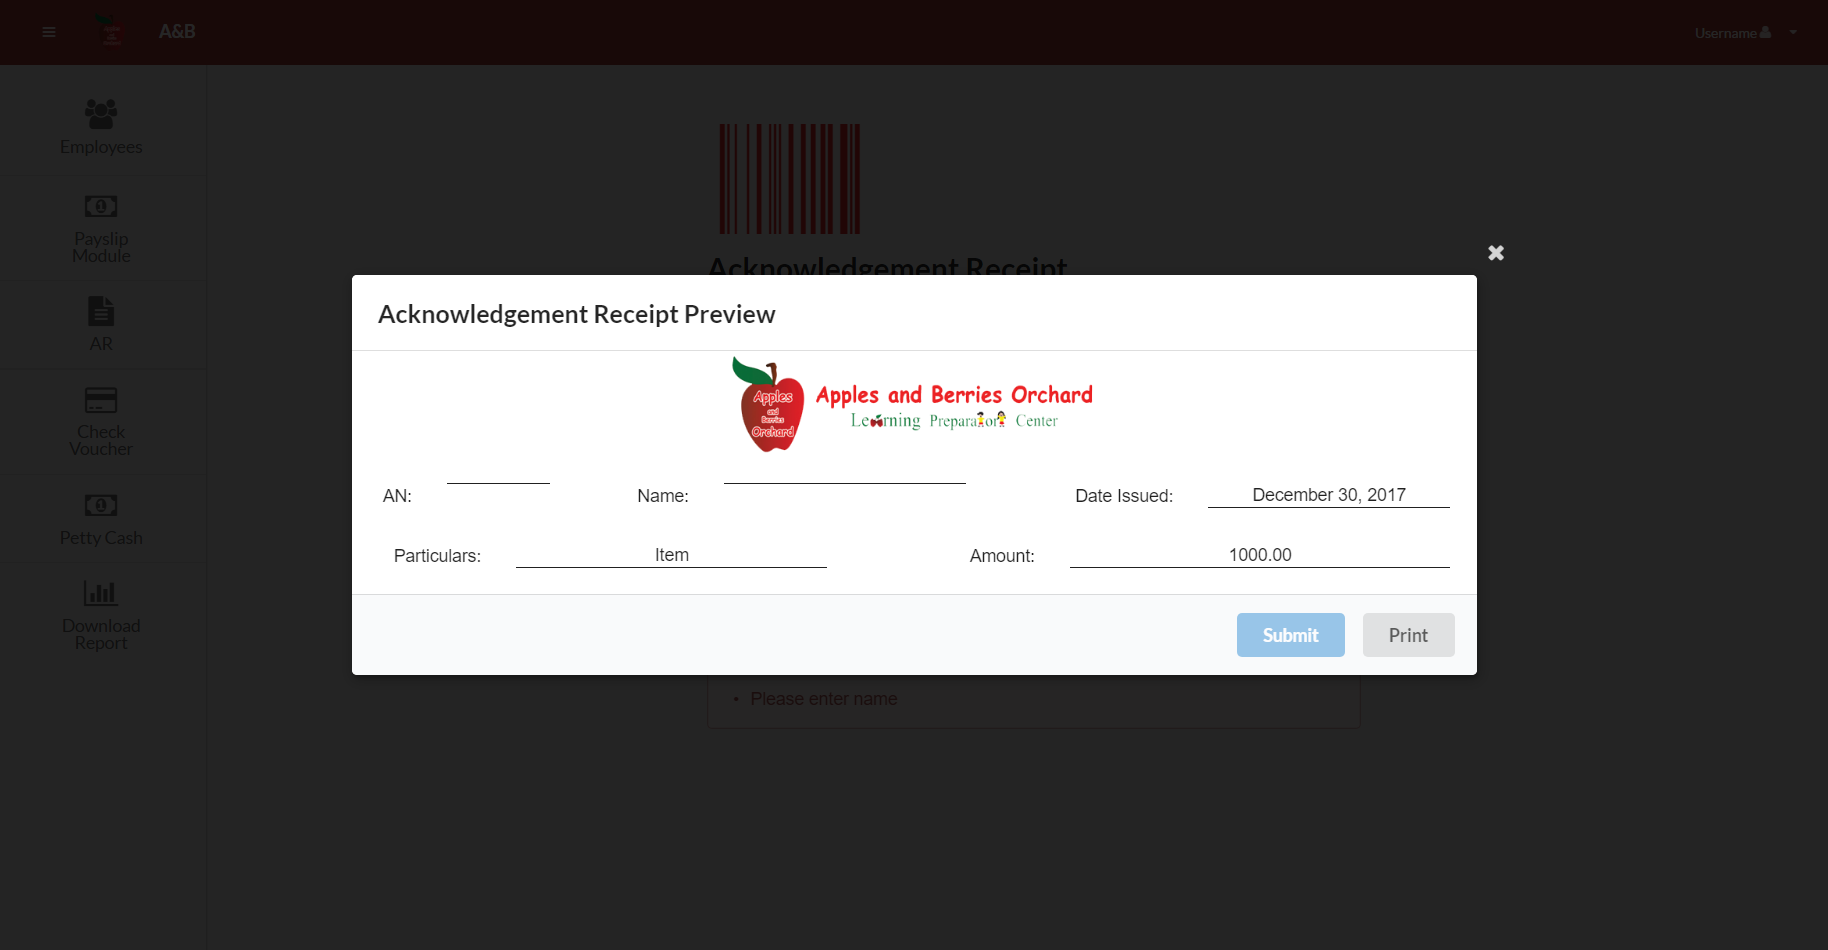 A&B
Username
Employees
Payslip
Module
AR
Check
Voucher
Petty Cash
Download
Report
Acknowledgement Receipt
Acknowledgement Receipt Preview
Apples
and
Berries
Orchard
Apples and Berries Orchard
Learning Preparatory Center
AN:
Name:
Date Issued: December 30, 2017
Particulars: Item
Amount: 1000.00
Submit
Print
• Please enter name